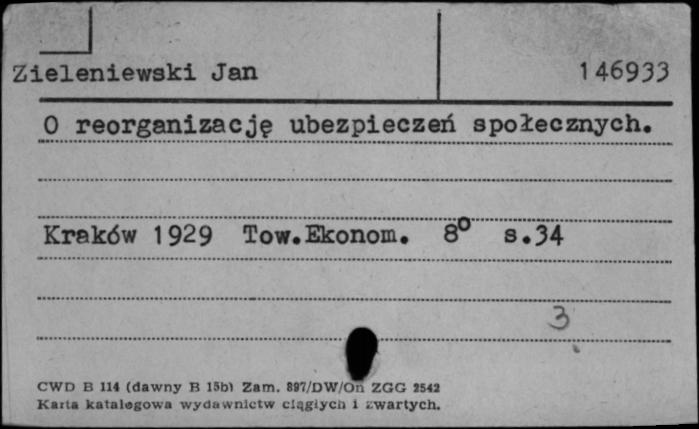 Zieleniewski Jan 146933
O reorganizację ubezpieczeń społecznych.
Kraków 1929 Tow.Ekonom. 8° s.34
3
CWD B 114 (dawny B 15b) Zam. 897/DW/On ZGG 2542
Karta katalogowa wydawnictw ciągłych i zwartych.